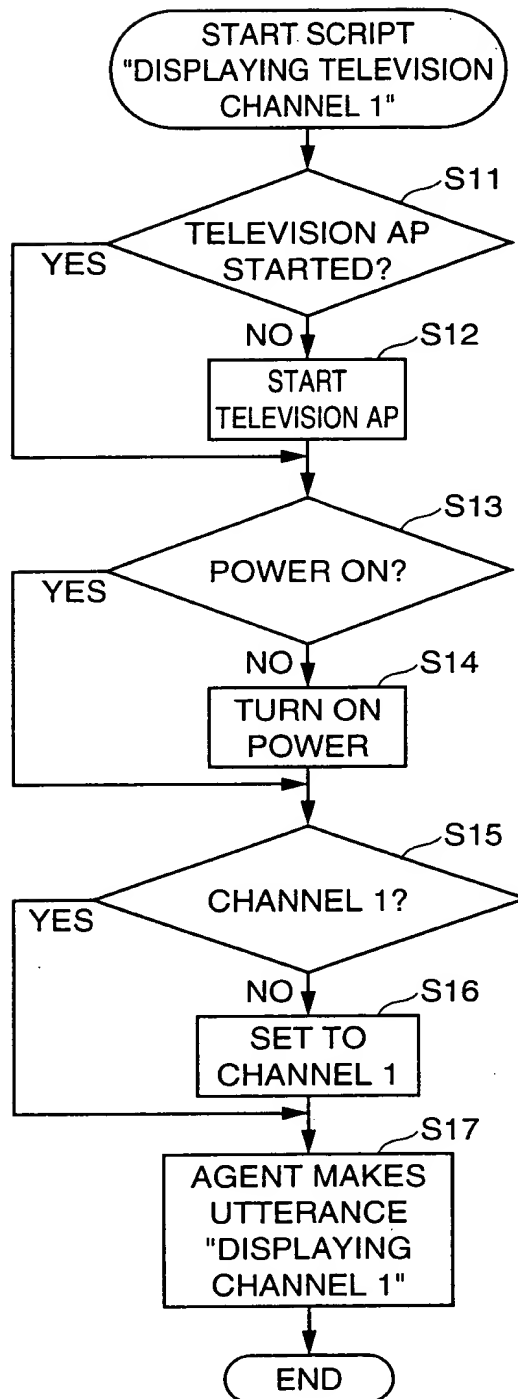 START SCRIPT
"DISPLAYING TELEVISION
CHANNEL 1"
S11
TELEVISION AP
STARTED?
YES
NO
S12
START
TELEVISION AP
S13
POWER ON?
YES
NO
S14
TURN ON
POWER
S15
CHANNEL 1?
YES
NO
S16
SET TO
CHANNEL 1
S17
AGENT MAKES
UTTERANCE
"DISPLAYING
CHANNEL 1"
END